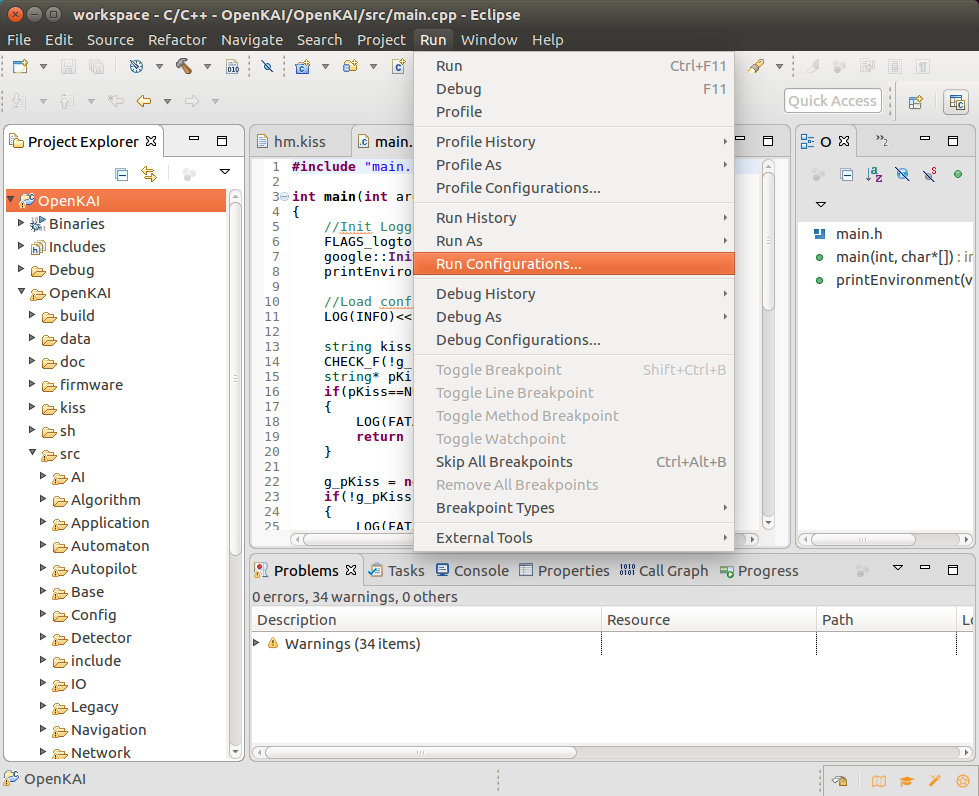 workspace - C/C++ - OpenKAI/OpenKAI/src/main.cpp - Eclipse
File Edit Source Refactor Navigate Search Project Run Window Help
Quick Access
Project Explorer
OpenKAI
Binaries
Includes
Debug
OpenKAI
build
data
doc
firmware
kiss
sh
src
AI
Algorithm
Application
Automaton
Autopilot
Base
Config
Detector
include
IO
Legacy
Navigation
Network
hm.kiss
main.
1 #include "main.
2
3 int main(int ar
4 {
5 //Init Logg
6 FLAGS_logto
7 google::Ini
8 printEnviro
9
10 //Load conf
11 LOG(INFO)<<
12
13 string kiss
14 CHECK_F(!g_
15 string* pKi
16 if(pKiss==N
17 {
18 LOG(FATA
19 return
20 }
21
22 g_pKiss = n
23 if(!g_pKiss
24 {
25 LOG(FATA
Run Ctrl+F11
Debug F11
Profile
Profile History
Profile As
Profile Configurations...
Run History
Run As
Run Configurations...
Debug History
Debug As
Debug Configurations...
Toggle Breakpoint Shift+Ctrl+B
Toggle Line Breakpoint
Toggle Method Breakpoint
Toggle Watchpoint
Skip All Breakpoints Ctrl+Alt+B
Remove All Breakpoints
Breakpoint Types
External Tools
O
main.h
main(int, char*[]) : in
printEnvironment(v
Problems Tasks Console Properties Call Graph Progress
0 errors, 34 warnings, 0 others
Description Resource Path Lo
Warnings (34 items)
OpenKAI